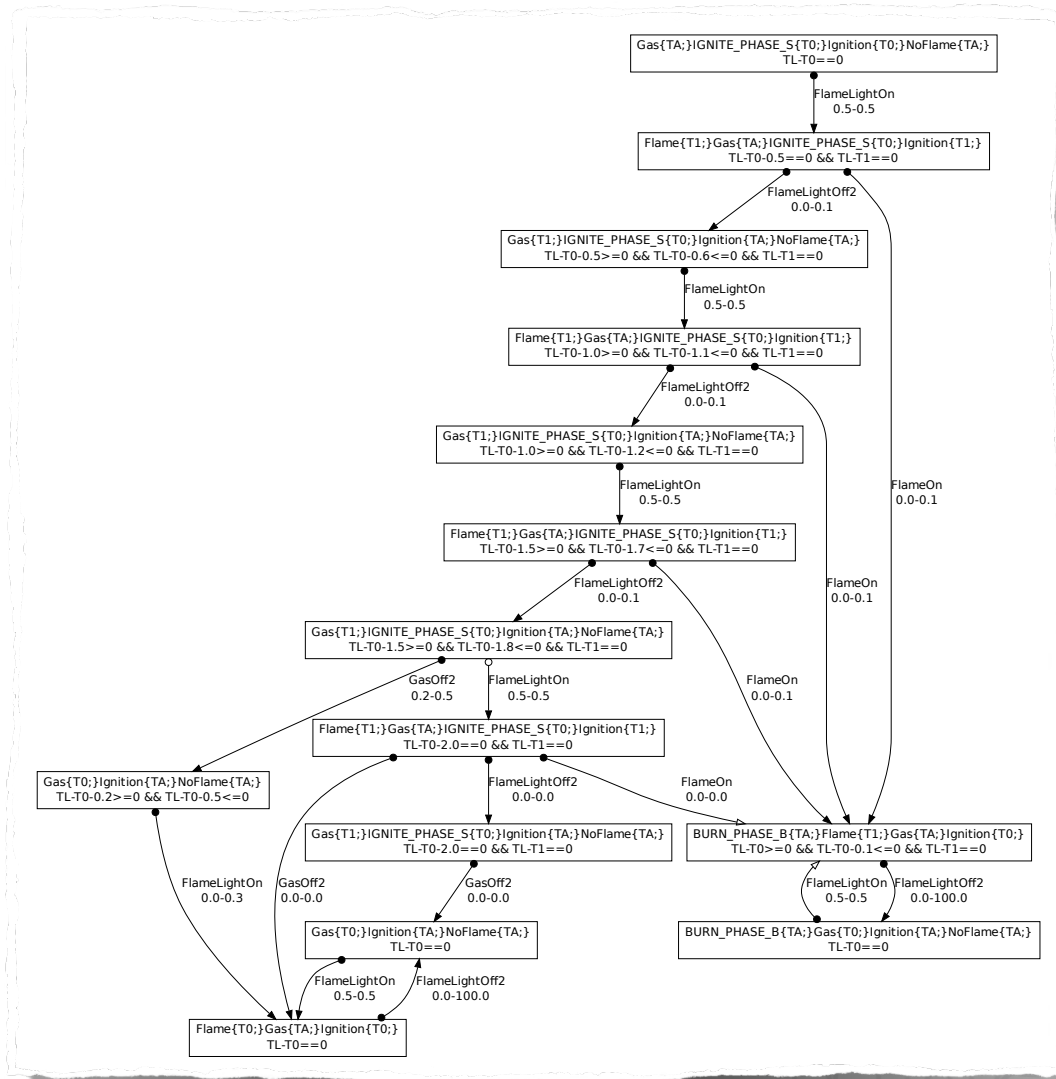 Gas{TA;}IGNITE_PHASE_S{T0;}Ignition{T0;}NoFlame{TA;}
TL-T0==0
FlameLightOn
0.5-0.5
Flame{T1;}Gas{TA;}IGNITE_PHASE_S{T0;}Ignition{T1;}
TL-T0-0.5==0 && TL-T1==0
FlameLightOff2
0.0-0.1
Gas{T1;}IGNITE_PHASE_S{T0;}Ignition{TA;}NoFlame{TA;}
TL-T0-0.5>=0 && TL-T0-0.6<=0 && TL-T1==0
FlameLightOn
0.5-0.5
Flame{T1;}Gas{TA;}IGNITE_PHASE_S{T0;}Ignition{T1;}
TL-T0-1.0>=0 && TL-T0-1.1<=0 && TL-T1==0
FlameLightOff2
0.0-0.1
Gas{T1;}IGNITE_PHASE_S{T0;}Ignition{TA;}NoFlame{TA;}
TL-T0-1.0>=0 && TL-T0-1.2<=0 && TL-T1==0
FlameLightOn
0.5-0.5
FlameOn
0.0-0.1
Flame{T1;}Gas{TA;}IGNITE_PHASE_S{T0;}Ignition{T1;}
TL-T0-1.5>=0 && TL-T0-1.7<=0 && TL-T1==0
FlameLightOff2
0.0-0.1
FlameOn
0.0-0.1
Gas{T1;}IGNITE_PHASE_S{T0;}Ignition{TA;}NoFlame{TA;}
TL-T0-1.5>=0 && TL-T0-1.8<=0 && TL-T1==0
GasOff2
0.2-0.5
FlameLightOn
0.5-0.5
FlameOn
0.0-0.1
Flame{T1;}Gas{TA;}IGNITE_PHASE_S{T0;}Ignition{T1;}
TL-T0-2.0==0 && TL-T1==0
Gas{T0;}Ignition{TA;}NoFlame{TA;}
TL-T0-0.2>=0 && TL-T0-0.5<=0
FlameLightOff2
0.0-0.0
FlameOn
0.0-0.0
Gas{T1;}IGNITE_PHASE_S{T0;}Ignition{TA;}NoFlame{TA;}
TL-T0-2.0==0 && TL-T1==0
BURN_PHASE_B{TA;}Flame{T1;}Gas{TA;}Ignition{T0;}
TL-T0>=0 && TL-T0-0.1<=0 && TL-T1==0
FlameLightOn
0.0-0.3
GasOff2
0.0-0.0
GasOff2
0.0-0.0
FlameLightOn
0.5-0.5
FlameLightOff2
0.0-100.0
Gas{T0;}Ignition{TA;}NoFlame{TA;}
TL-T0==0
BURN_PHASE_B{TA;}Gas{T0;}Ignition{TA;}NoFlame{TA;}
TL-T0==0
FlameLightOn
0.5-0.5
FlameLightOff2
0.0-100.0
Flame{T0;}Gas{TA;}Ignition{T0;}
TL-T0==0